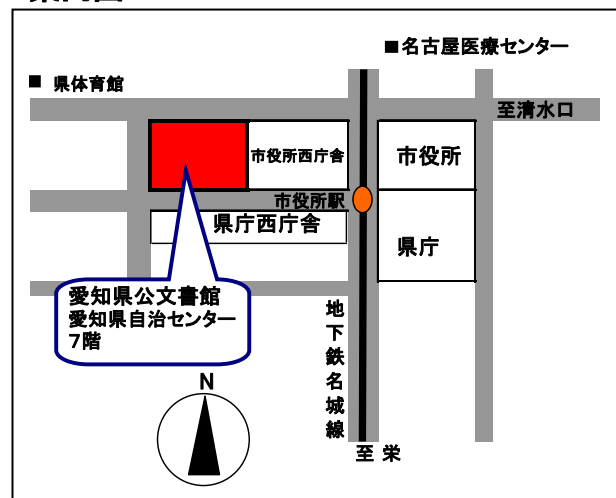 ■名古屋医療センター
■ 県体育館
至清水口
市役所西庁舎
市役所
市役所駅
県庁西庁舎
県庁
愛知県公文書館
愛知県自治センター
7階
地下鉄名城線
N
至 栄